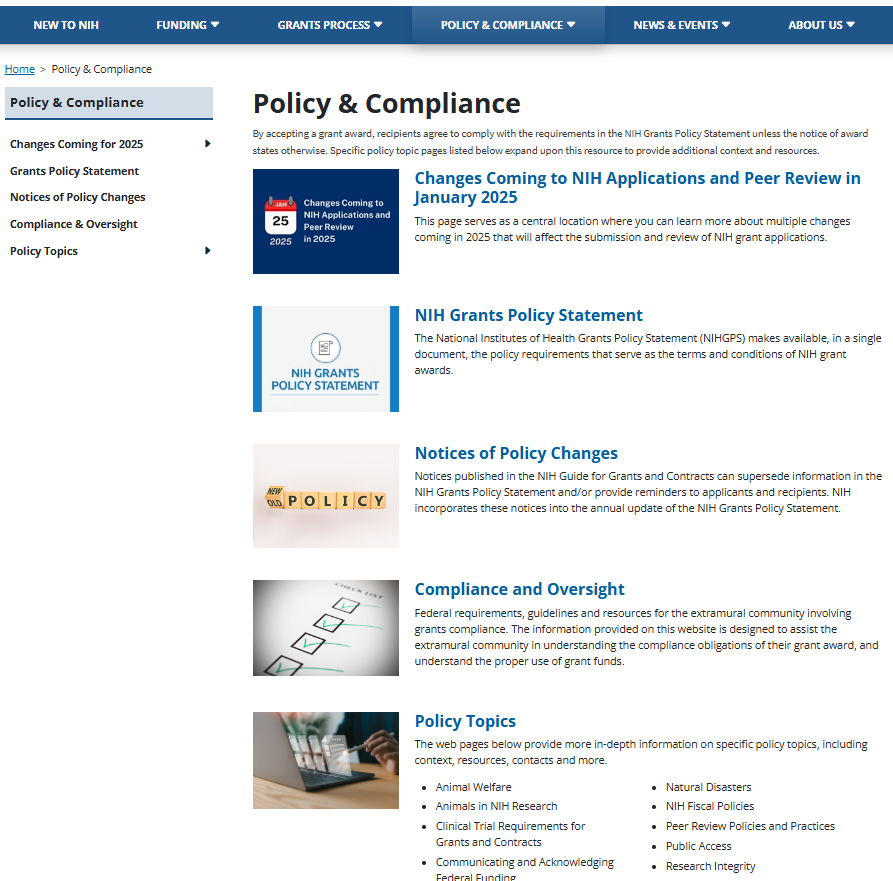 NEW TO NIH FUNDING GRANTS PROCESS POLICY & COMPLIANCE NEWS & EVENTS ABOUT US
Home > Policy & Compliance
Policy & Compliance
Changes Coming for 2025
Grants Policy Statement
Notices of Policy Changes
Compliance & Oversight
Policy Topics
Policy & Compliance
By accepting a grant award, recipients agree to comply with the requirements in the NIH Grants Policy Statement unless the notice of award
states otherwise. Specific policy topic pages listed below expand upon this resource to provide additional context and resources.
JAN
25
2025
Changes Coming to
NIH Applications and
Peer Review
in 2025
Changes Coming to NIH Applications and Peer Review in
January 2025
This page serves as a central location where you can learn more about multiple changes
coming in 2025 that will affect the submission and review of NIH grant applications.
NIH GRANTS
POLICY STATEMENT
NIH Grants Policy Statement
The National Institutes of Health Grants Policy Statement (NIHGPS) makes available, in a single
document, the policy requirements that serve as the terms and conditions of NIH grant
awards.
NEW
OLD POLICY
Notices of Policy Changes
Notices published in the NIH Guide for Grants and Contracts can supersede information in the
NIH Grants Policy Statement and/or provide reminders to applicants and recipients. NIH
incorporates these notices into the annual update of the NIH Grants Policy Statement.
CHECK LIST
Compliance and Oversight
Federal requirements, guidelines and resources for the extramural community involving
grants compliance. The information provided on this website is designed to assist the
extramural community in understanding the compliance obligations of their grant award, and
understand the proper use of grant funds.
Policy Topics
The web pages below provide more in-depth information on specific policy topics, including
context, resources, contacts and more.
• Animal Welfare
• Animals in NIH Research
• Clinical Trial Requirements for
Grants and Contracts
• Communicating and Acknowledging
Federal Funding
• Natural Disasters
• NIH Fiscal Policies
• Peer Review Policies and Practices
• Public Access
• Research Integrity